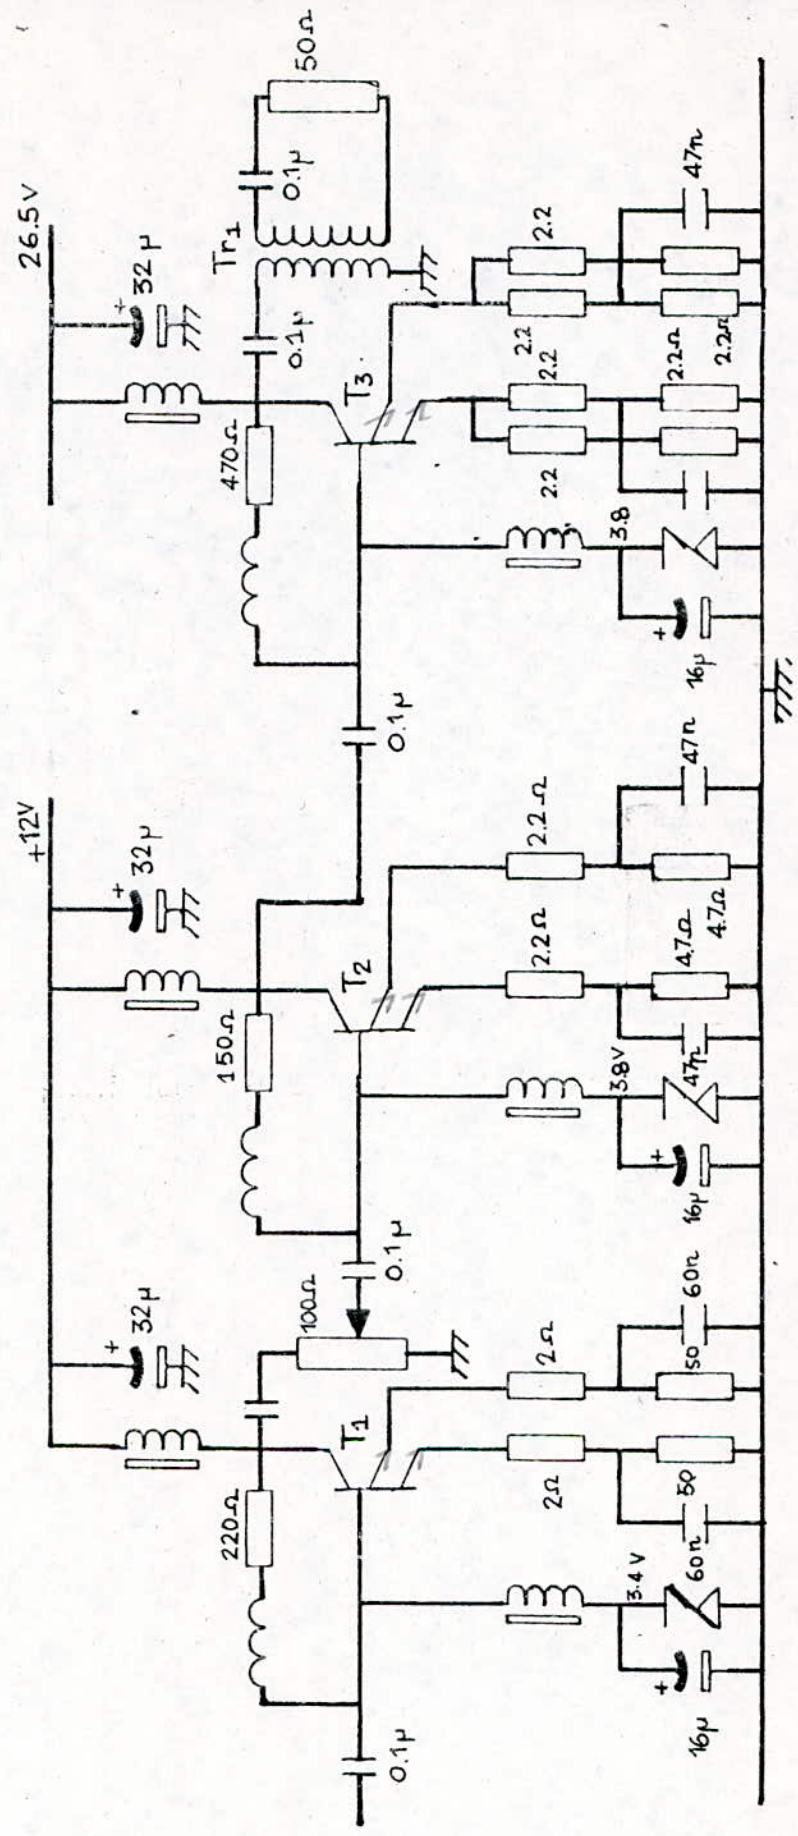 +12V
26.5V
32µ
32µ
32µ
220Ω
150Ω
470Ω
Tr1
0.1µ
50Ω
0.1µ
100Ω
T1
T2
T3
0.1µ
0.1µ
0.1µ
2Ω
2Ω
2.2Ω
2.2Ω
2.2
2.2
2.2
2.2
3.4V
3.8V
3.8
16µ
60n
50
50
60n
16µ
47n
4.7Ω
4.7Ω
47n
16µ
2.2Ω
2.2Ω
47n